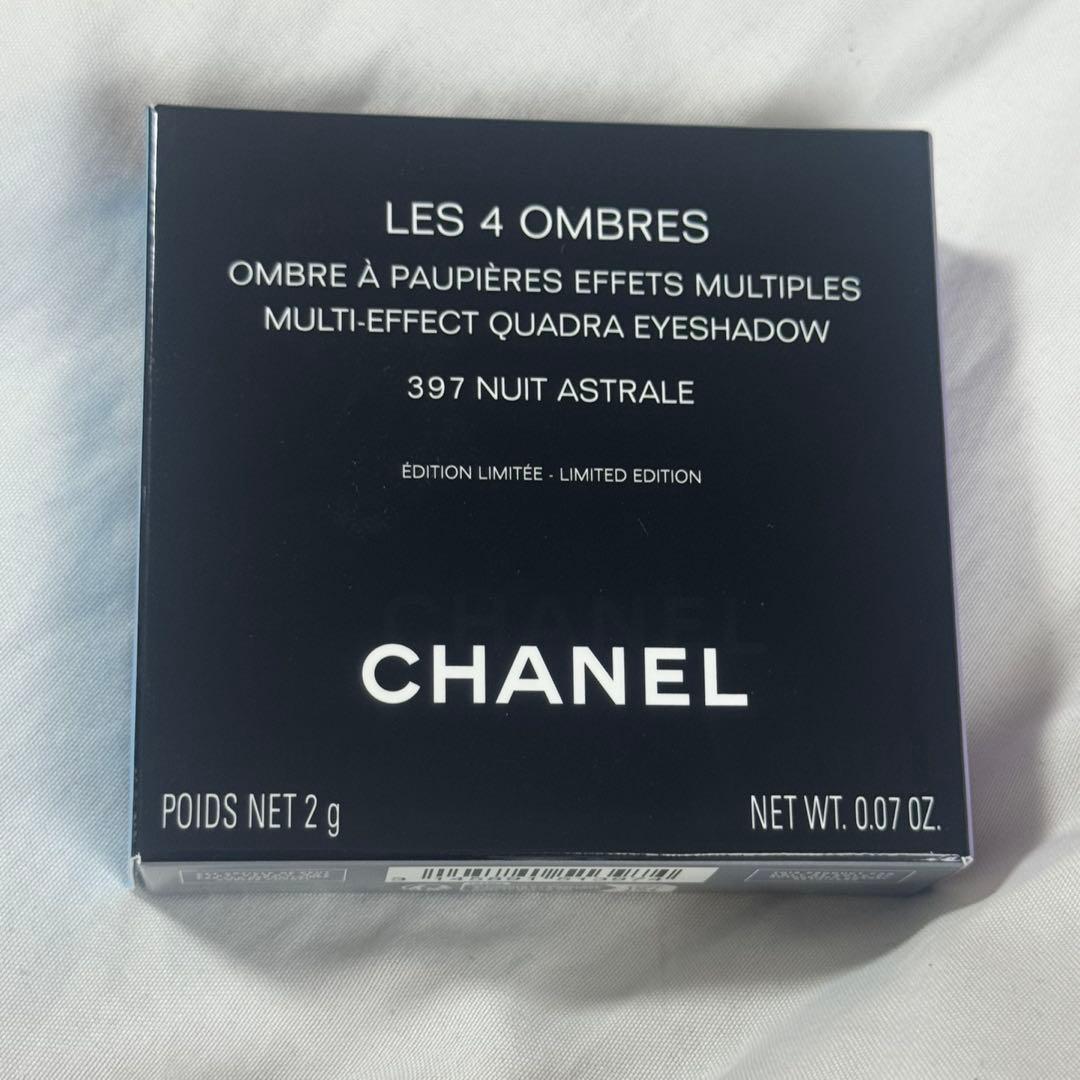 LES 4 OMBRES
OMBRE À PAUPIÈRES EFFETS MULTIPLES
MULTI-EFFECT QUADRA EYESHADOW
397 NUIT ASTRALE
ÉDITION LIMITÉE - LIMITED EDITION
CHANEL
CHANEL
POIDS NET 2 g
NET WT. 0.07 OZ.